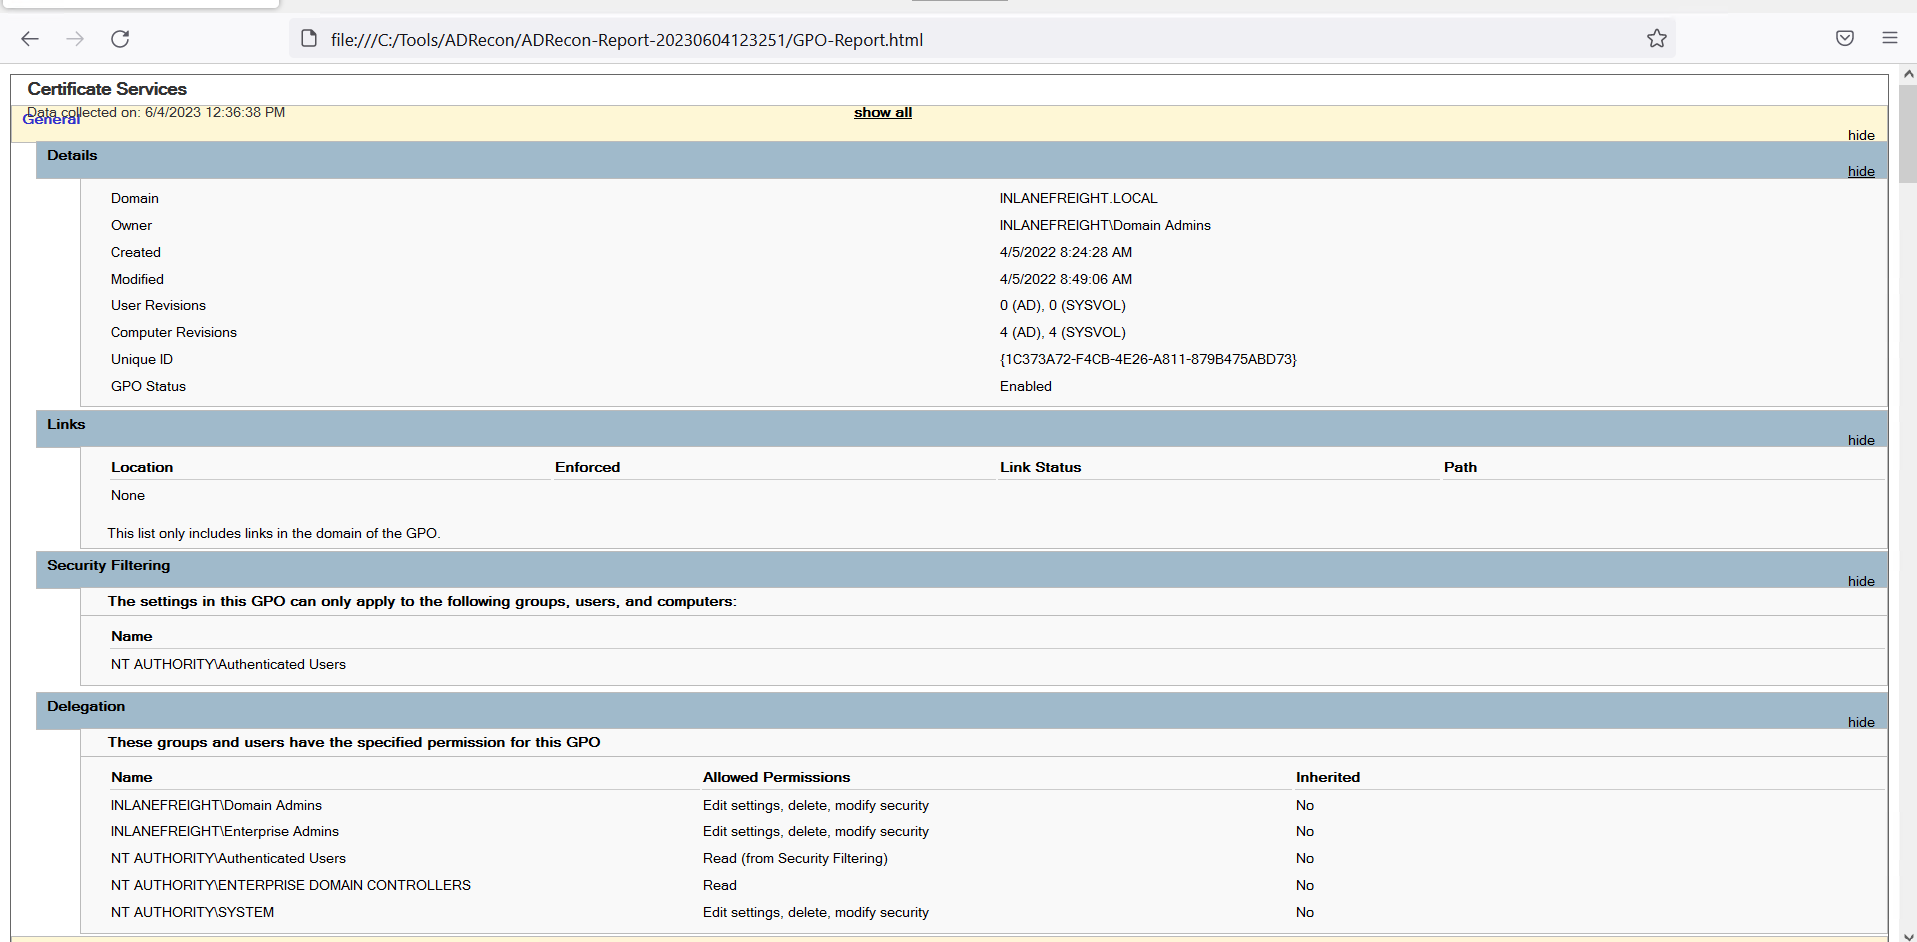 file:///C:/Tools/ADRecon/ADRecon-Report-20230604123251/GPO-Report.html
Certificate Services
Data collected on: 6/4/2023 12:36:38 PM show all
General
hide
Details
hide
Domain INLANEFREIGHT.LOCAL
Owner INLANEFREIGHT\Domain Admins
Created 4/5/2022 8:24:28 AM
Modified 4/5/2022 8:49:06 AM
User Revisions 0 (AD), 0 (SYSVOL)
Computer Revisions 4 (AD), 4 (SYSVOL)
Unique ID {1C373A72-F4CB-4E26-A811-879B475ABD73}
GPO Status Enabled
Links
hide
Location Enforced Link Status Path
None
This list only includes links in the domain of the GPO.
Security Filtering
hide
The settings in this GPO can only apply to the following groups, users, and computers:
Name
NT AUTHORITY\Authenticated Users
Delegation
hide
These groups and users have the specified permission for this GPO
Name Allowed Permissions Inherited
INLANEFREIGHT\Domain Admins Edit settings, delete, modify security No
INLANEFREIGHT\Enterprise Admins Edit settings, delete, modify security No
NT AUTHORITY\Authenticated Users Read (from Security Filtering) No
NT AUTHORITY\ENTERPRISE DOMAIN CONTROLLERS Read No
NT AUTHORITY\SYSTEM Edit settings, delete, modify security No